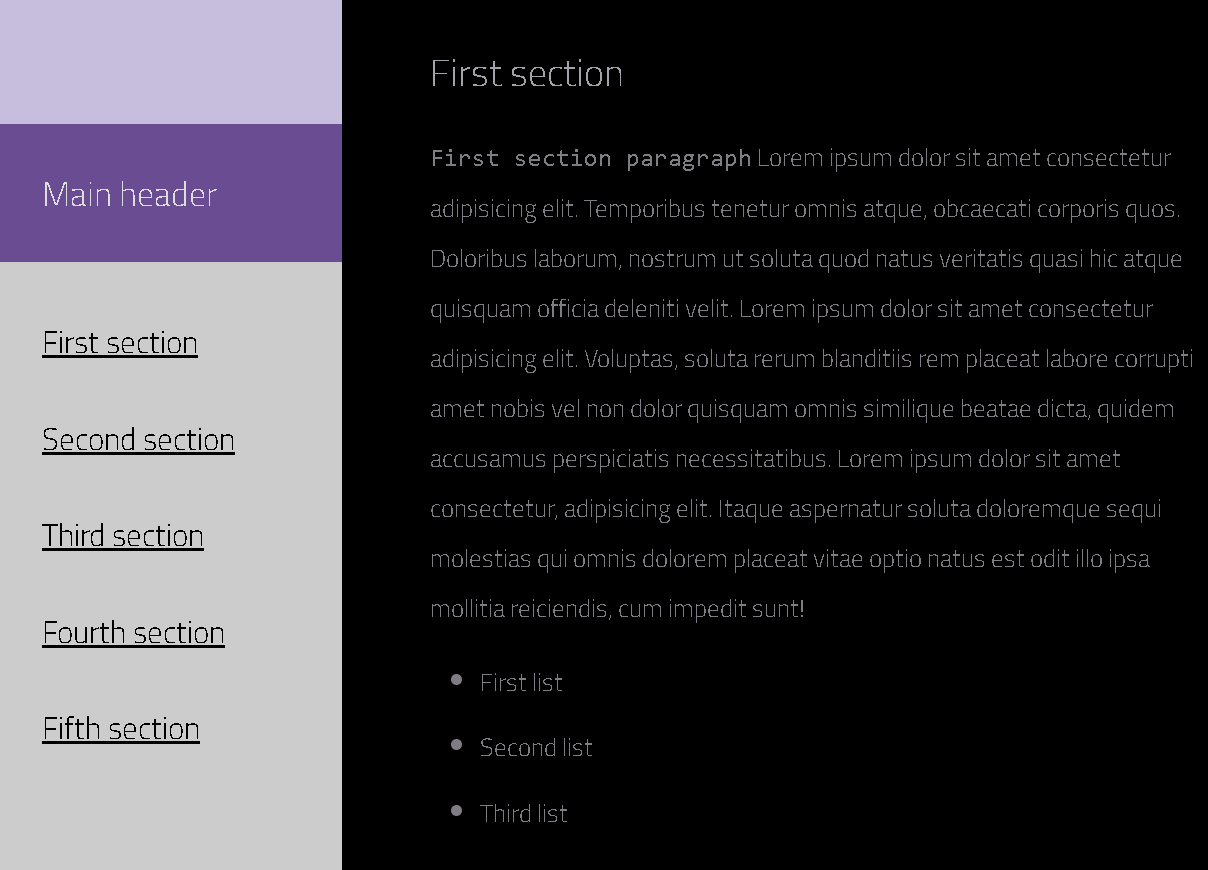 Main header
First section
Second section
Third section
Fourth section
Fifth section
First section
First section paragraph Lorem ipsum dolor sit amet consectetur
adipisicing elit. Temporibus tenetur omnis atque, obcaecati corporis quos.
Doloribus laborum, nostrum ut soluta quod natus veritatis quasi hic atque
quisquam officia deleniti velit. Lorem ipsum dolor sit amet consectetur
adipisicing elit. Voluptas, soluta rerum blanditiis rem placeat labore corrupti
amet nobis vel non dolor quisquam omnis similique beatae dicta, quidem
accusamus perspiciatis necessitatibus. Lorem ipsum dolor sit amet
consectetur, adipisicing elit. Itaque aspernatur soluta doloremque sequi
molestias qui omnis dolorem placeat vitae optio natus est odit illo ipsa
mollitia reiciendis, cum impedit sunt!
First list
Second list
Third list